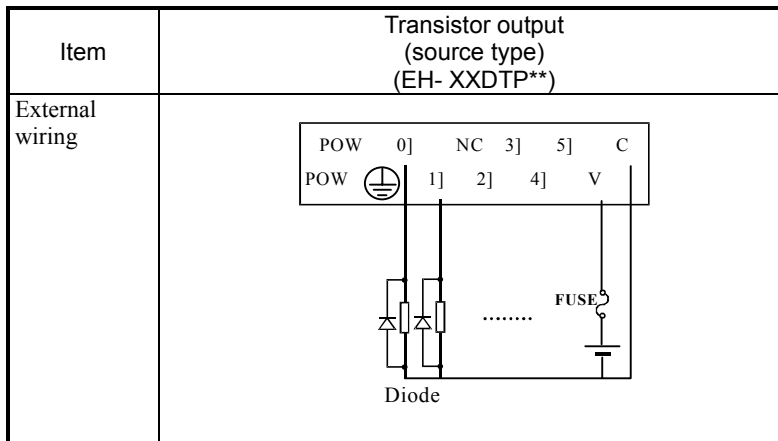 Item
Transistor output
(source type)
(EH- XXDTP**)
External
wiring
POW 0] NC 3] 5] C
POW 1] 2] 4] V
FUSE
........
Diode